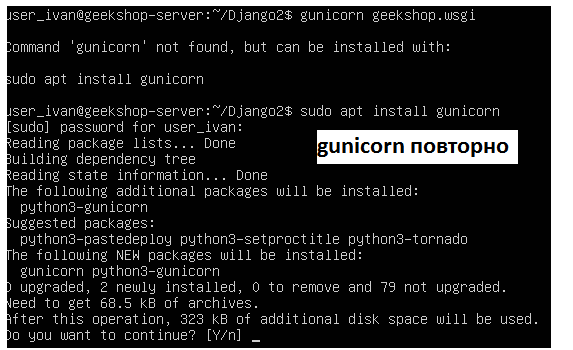 user_ivan@geekshop-server:~/Django2$ gunicorn geekshop.wsgi
Command 'gunicorn' not found, but can be installed with:
sudo apt install gunicorn
user_ivan@geekshop-server:~/Django2$ sudo apt install gunicorn
[sudo] password for user_ivan:
Reading package lists... Done
gunicorn повторно
Building dependency tree
Reading state information... Done
The following additional packages will be installed:
python3-gunicorn
Suggested packages:
python3-pastedeploy python3-setproctitle python3-tornado
The following NEW packages will be installed:
gunicorn python3-gunicorn
0 upgraded, 2 newly installed, 0 to remove and 79 not upgraded.
Need to get 68.5 kB of archives.
After this operation, 323 kB of additional disk space will be used.
Do you want to continue? [Y/n] _